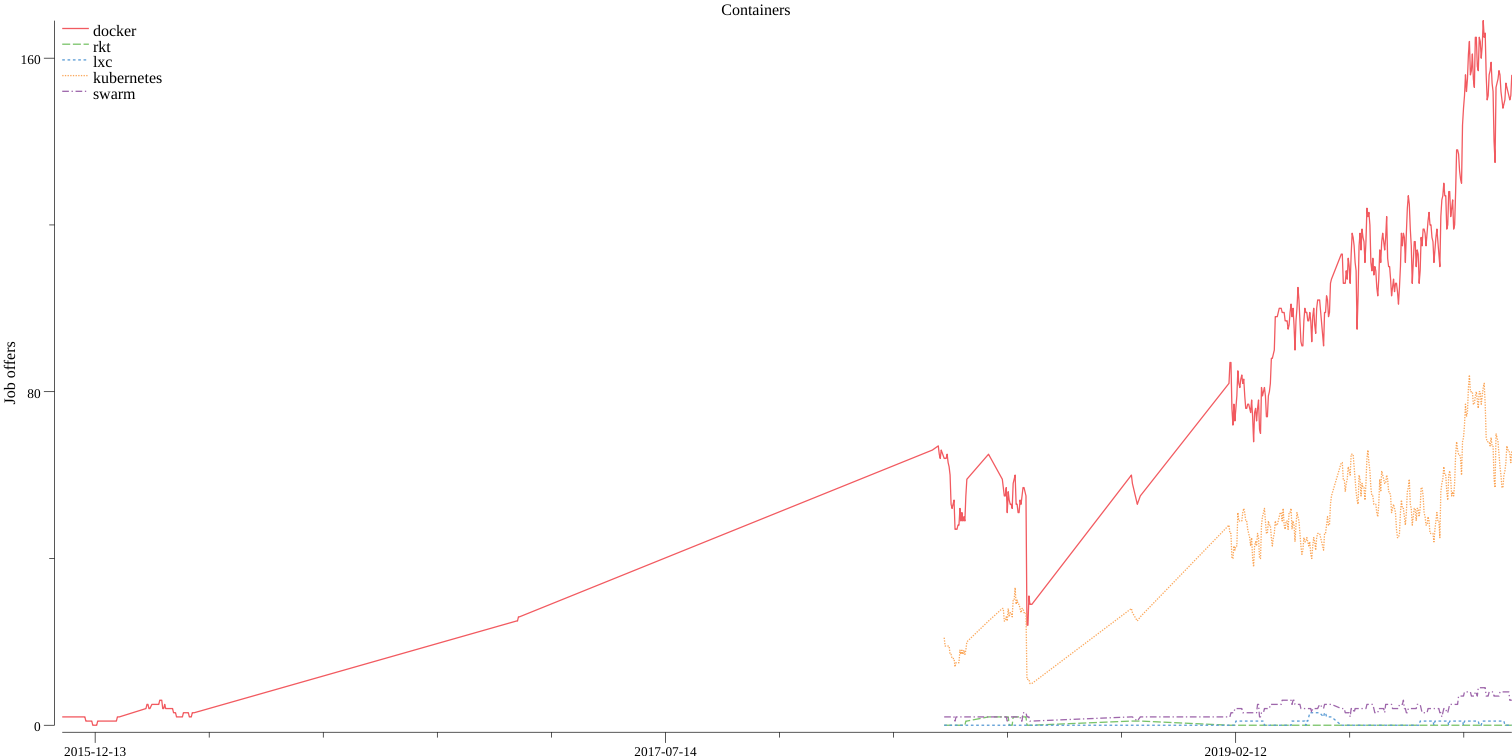 Containers
docker
rkt
lxc
kubernetes
swarm
160
80
0
Job offers
2015-12-13
2017-07-14
2019-02-12